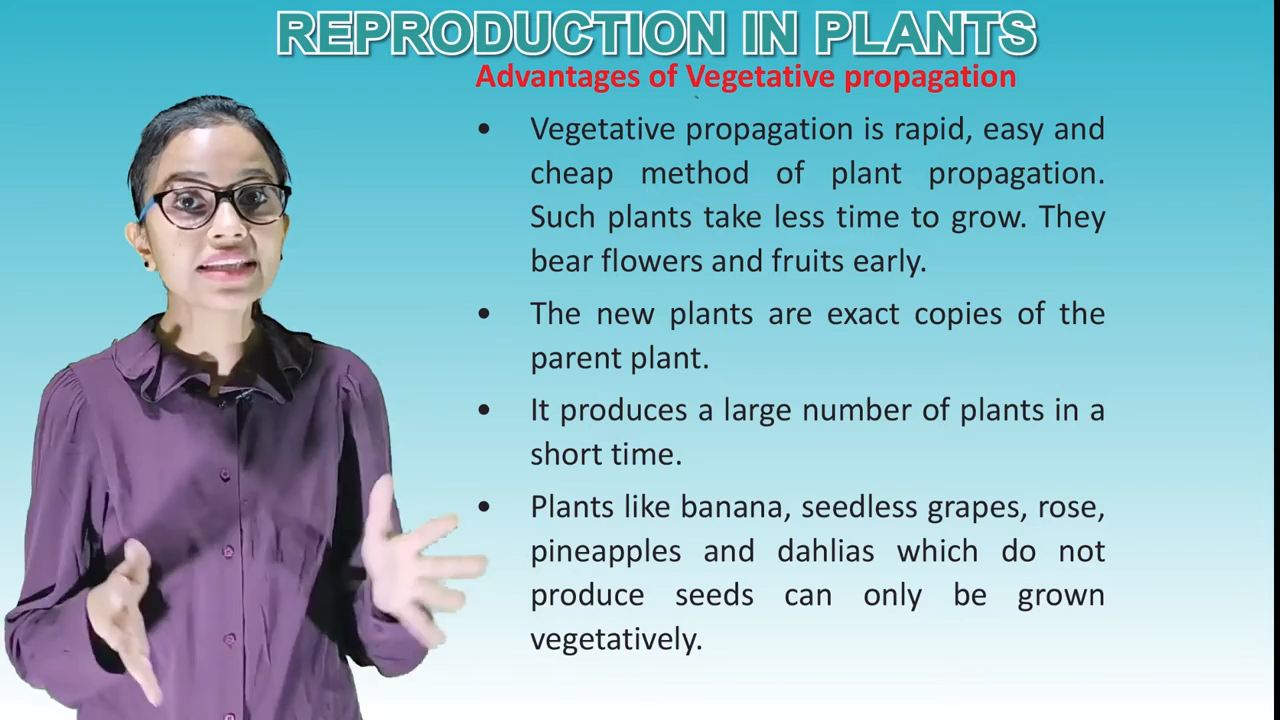 REPRODUCTION IN PLANTS
Advantages of Vegetative propagation
• Vegetative propagation is rapid, easy and
cheap method of plant propagation.
Such plants take less time to grow. They
bear flowers and fruits early.
• The new plants are exact copies of the
parent plant.
• It produces a large number of plants in a
short time.
• Plants like banana, seedless grapes, rose,
pineapples and dahlias which do not
produce seeds can only be grown
vegetatively.